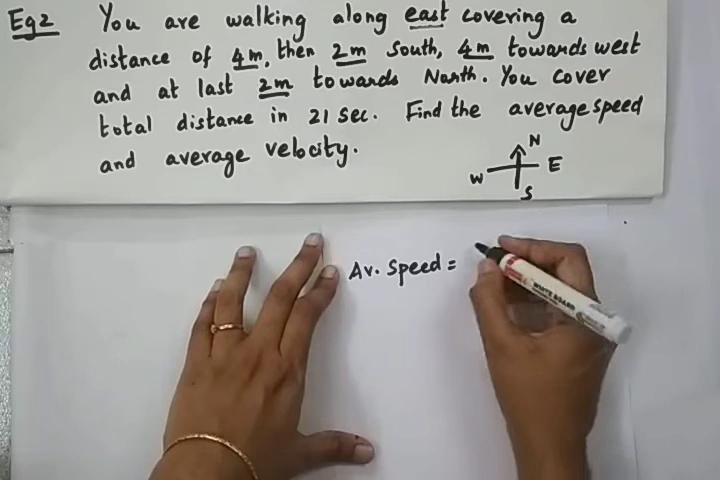 Eg2 You are walking along east covering a
distance of 4m, then 2m south, 4m towards west
and at last 2m towards North. You cover
total distance in 21 sec. Find the average speed
and average velocity.
N
W E
S
Av. Speed =
WHITE BOARD